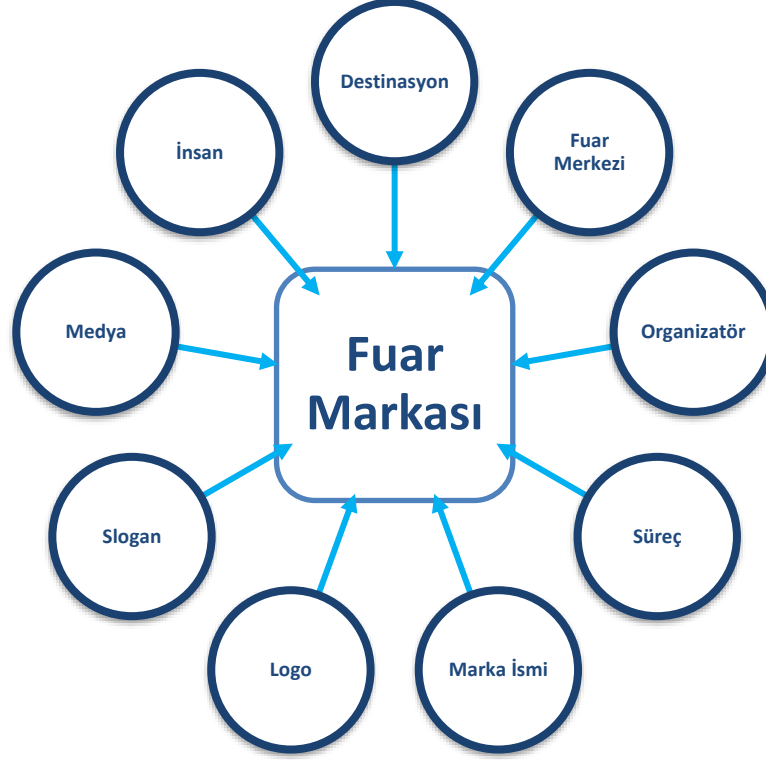 Destinasyon
İnsan
Fuar
Merkezi
Medya
Fuar
Markası
Organizatör
Slogan
Süreç
Logo
Marka İsmi